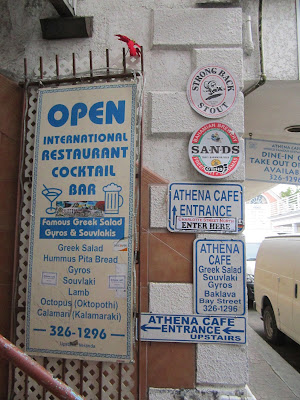 OPEN
INTERNATIONAL
RESTAURANT
COCKTAIL
BAR
Famous Greek Salad
Gyros & Souvlakis
Greek Salad
Hummus Pita Bread
Gyros
Souvlaki
Lamb
Octopus (Oktopothi)
Calamari (Kalamaraki)
326-1296
STRONG BACK
STOUT
SANDS
ATHENA CAFE
ENTRANCE
ENTER HERE
ATHENA CAFE
Greek Salad
Souvlaki
Gyros
Baklava
Bay Street
326-1296
ATHENA CAFE
ENTRANCE
UPSTAIRS
ATHENA
DINE-IN
TAKE OUT
AVAILABLE
326-1296